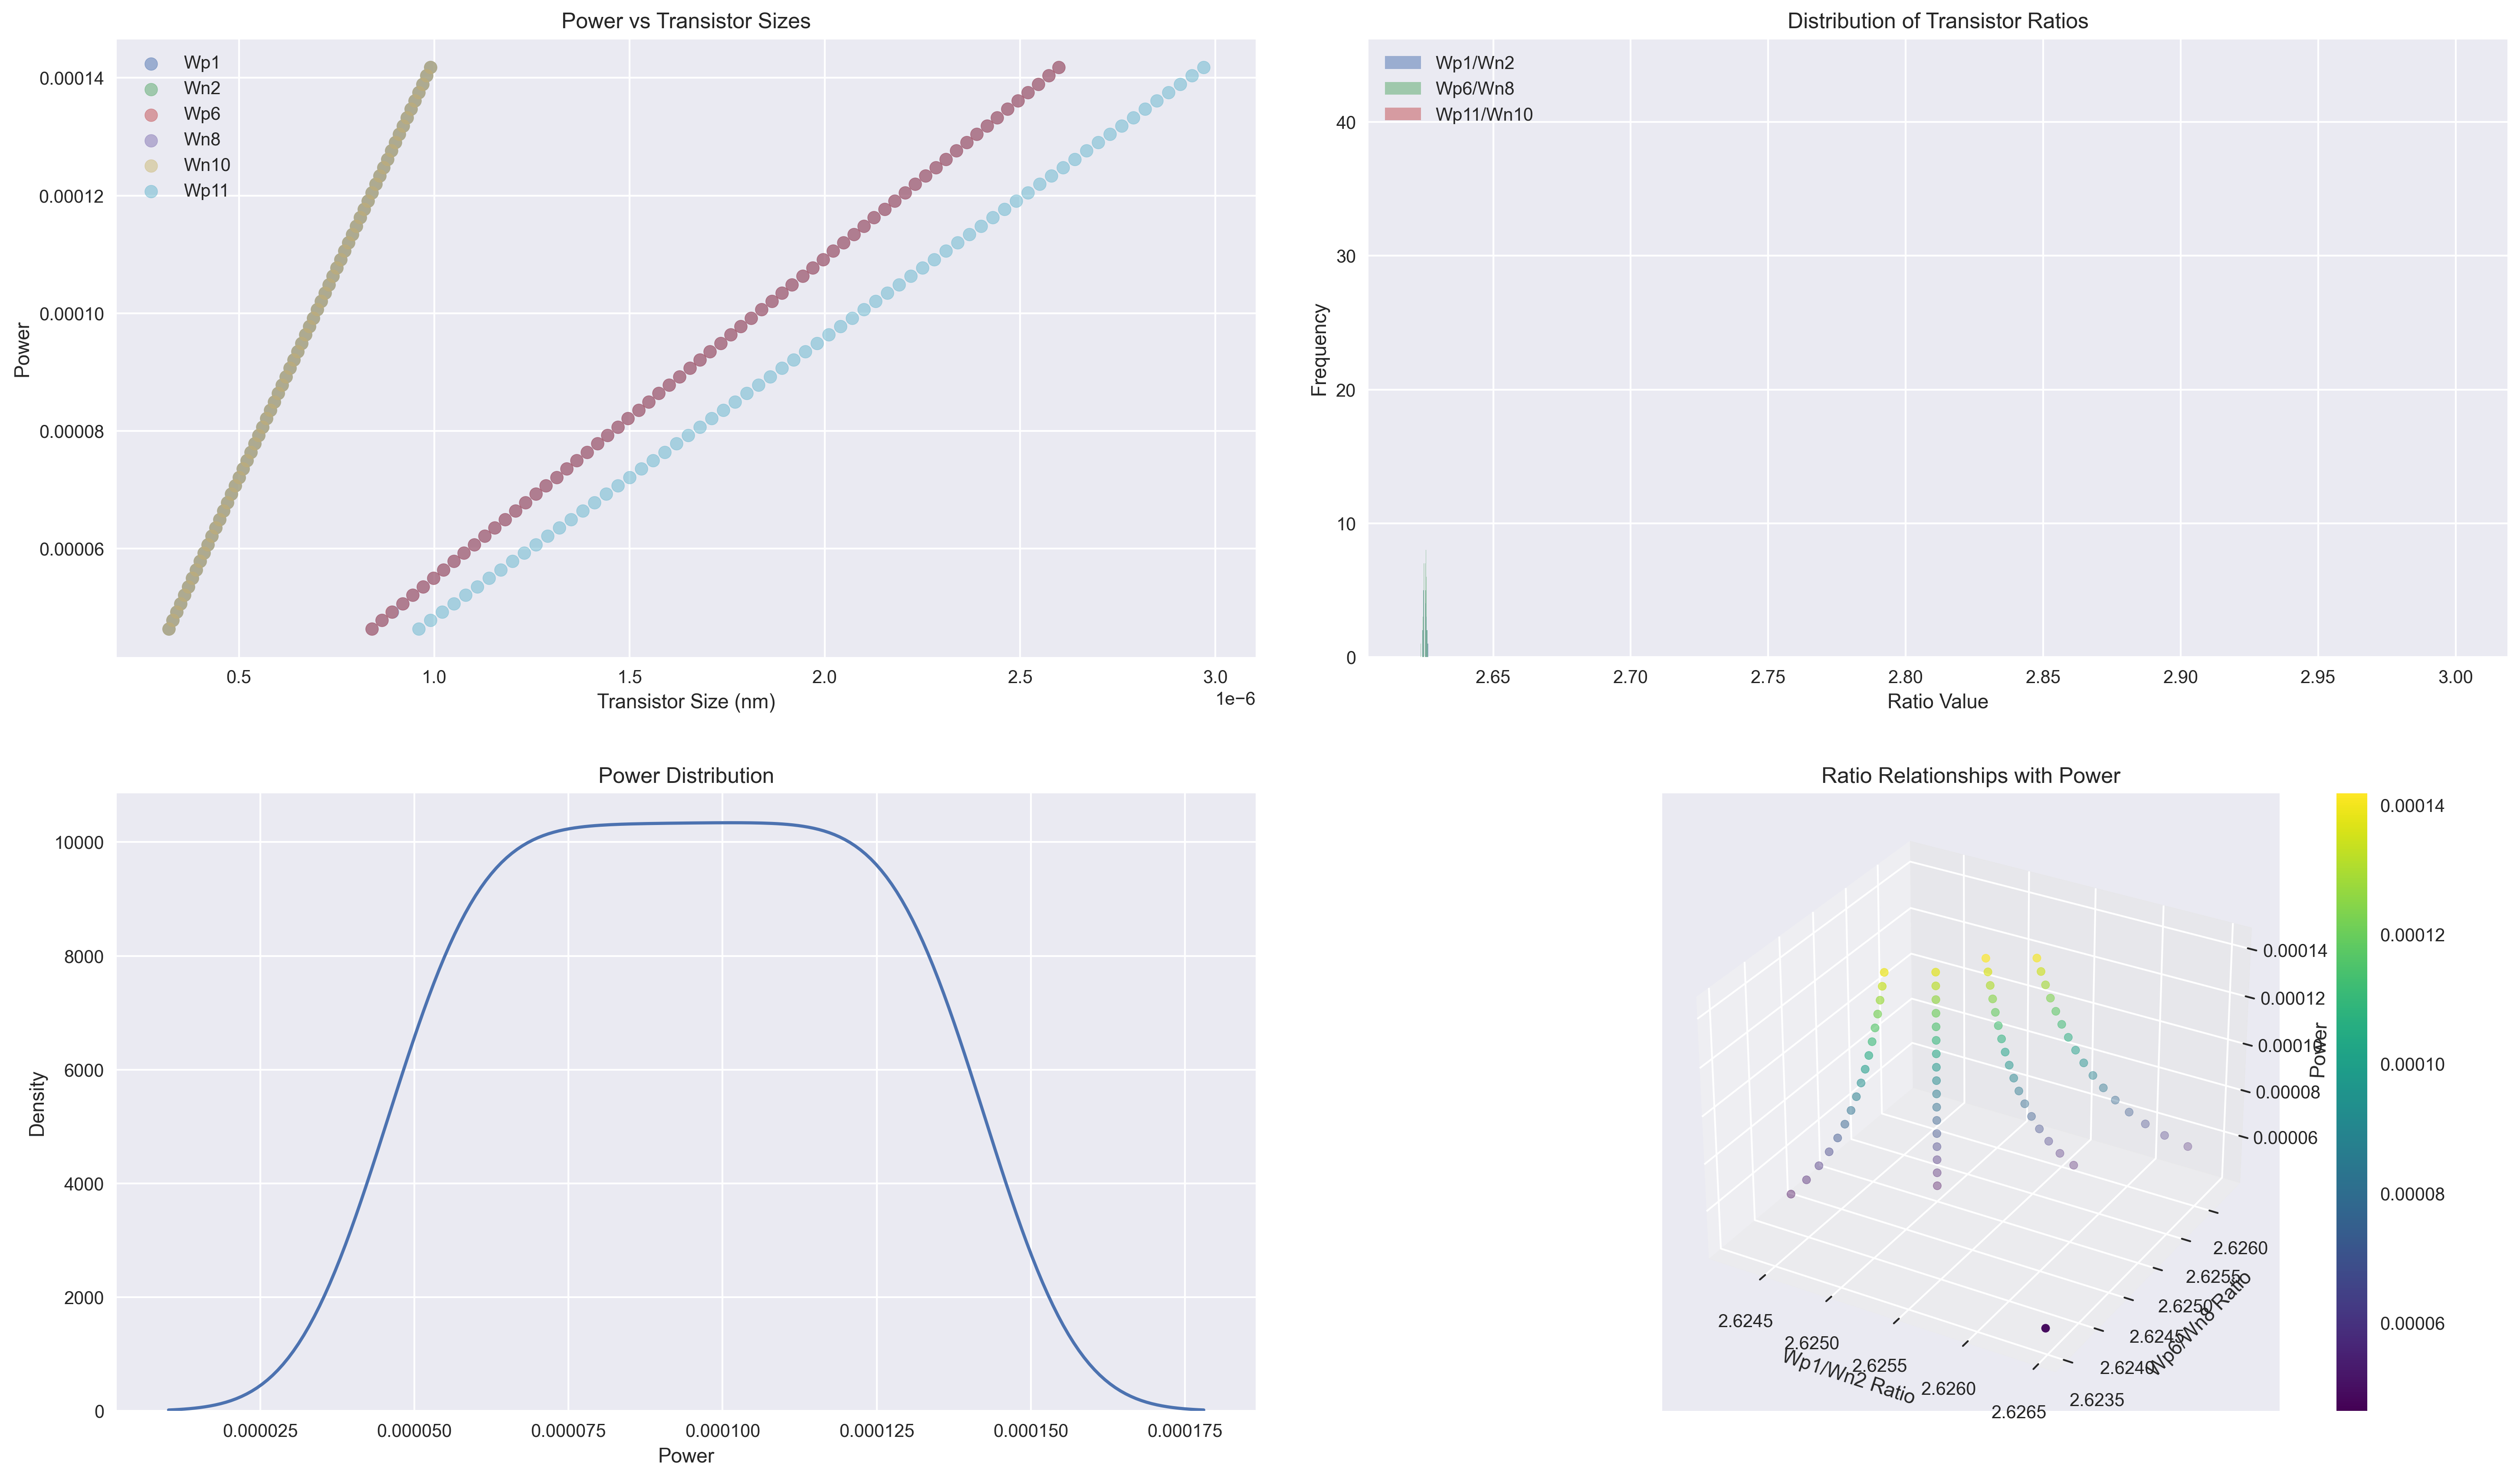 Power vs Transistor Sizes
Wp1
Wn2
Wp6
Wn8
Wn10
Wp11
0.00014
0.00012
0.00010
0.00008
0.00006
Power
0.5
1.0
1.5
2.0
2.5
3.0
1e−6
Transistor Size (nm)
Distribution of Transistor Ratios
Wp1/Wn2
Wp6/Wn8
Wp11/Wn10
40
30
20
10
0
Frequency
2.65
2.70
2.75
2.80
2.85
2.90
2.95
3.00
Ratio Value
Power Distribution
10000
8000
6000
4000
2000
0
Density
0.000025
0.000050
0.000075
0.000100
0.000125
0.000150
0.000175
Power
Ratio Relationships with Power
0.00014
0.00012
0.00010
0.00008
0.00006
Power
2.6260
2.6255
2.6250
2.6245
2.6240
2.6235
Wp6/Wn8 Ratio
2.6245
2.6250
2.6255
2.6260
2.6265
Wp1/Wn2 Ratio
0.00014
0.00012
0.00010
0.00008
0.00006